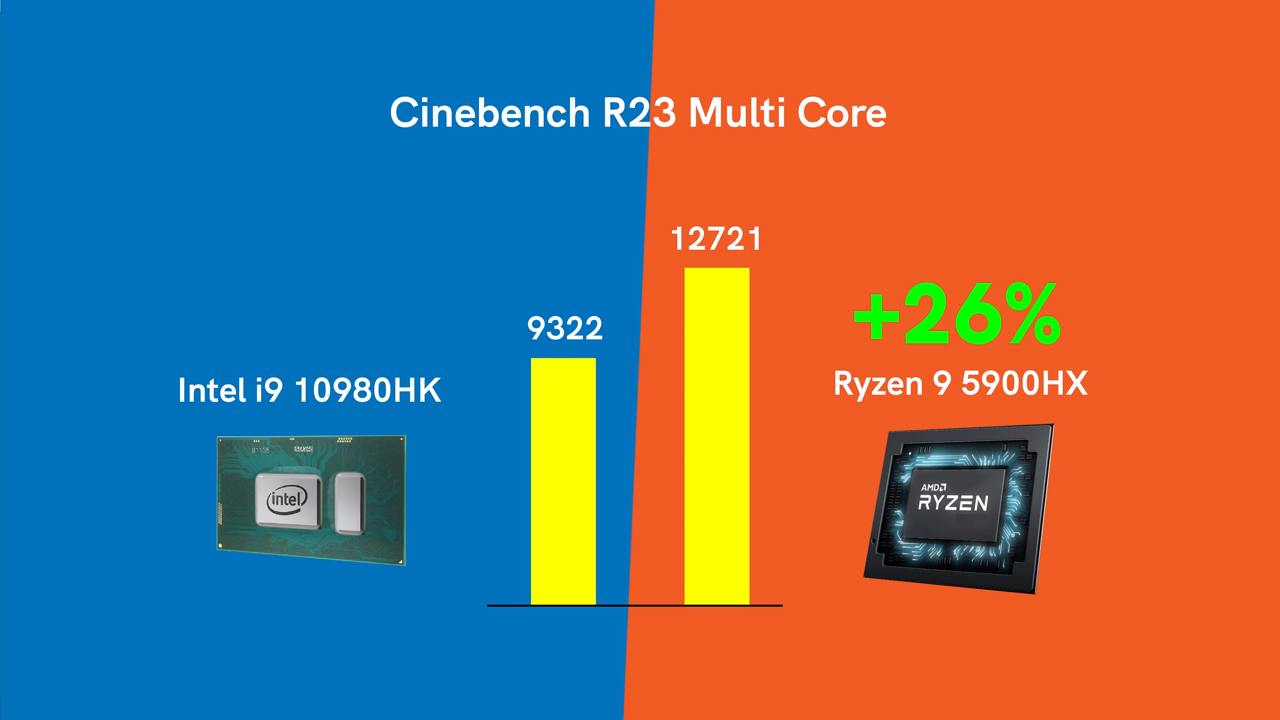 Cinebench R23 Multi Core
12721
9322
+26%
Intel i9 10980HK
Ryzen 9 5900HX
intel
AMD
RYZEN